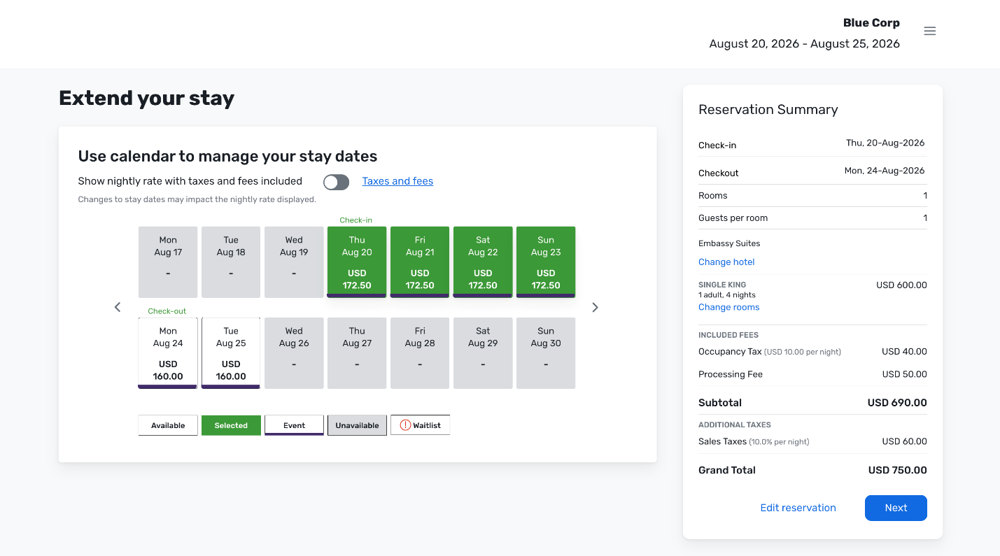 Blue Corp
August 20, 2026 - August 25, 2026
Extend your stay
Use calendar to manage your stay dates
Show nightly rate with taxes and fees included Taxes and fees
Changes to stay dates may impact the nightly rate displayed.
Check-in
Mon Tue Wed Thu Fri Sat Sun
Aug 17 Aug 18 Aug 19 Aug 20 Aug 21 Aug 22 Aug 23
- - - USD USD USD USD
172.50 172.50 172.50 172.50
Check-out
Mon Tue Wed Thu Fri Sat Sun
Aug 24 Aug 25 Aug 26 Aug 27 Aug 28 Aug 29 Aug 30
USD USD - - - - -
160.00 160.00
Available Selected Event Unavailable Waitlist
Reservation Summary
Check-in Thu, 20-Aug-2026
Checkout Mon, 24-Aug-2026
Rooms 1
Guests per room 1
Embassy Suites
Change hotel
SINGLE KING USD 600.00
1 adult, 4 nights
Change rooms
INCLUDED FEES
Occupancy Tax (USD 10.00 per night) USD 40.00
Processing Fee USD 50.00
Subtotal USD 690.00
ADDITIONAL TAXES
Sales Taxes (10.0% per night) USD 60.00
Grand Total USD 750.00
Edit reservation Next